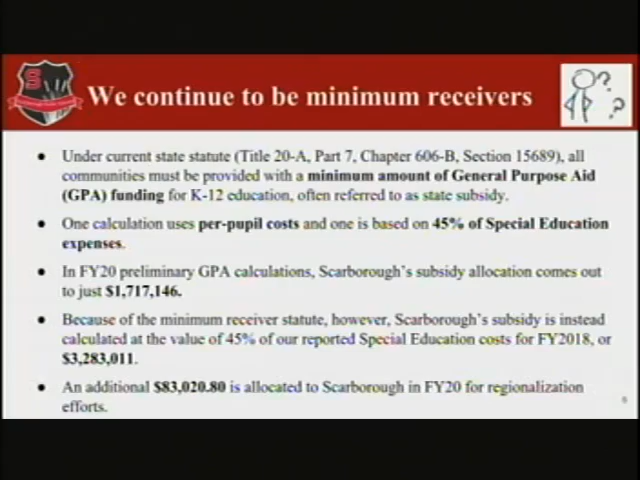 We continue to be minimum receivers
S
? ?
● Under current state statute (Title 20-A, Part 7, Chapter 606-B, Section 15689), all
communities must be provided with a minimum amount of General Purpose Aid
(GPA) funding for K-12 education, often referred to as state subsidy.
● One calculation uses per-pupil costs and one is based on 45% of Special Education
expenses.
● In FY20 preliminary GPA calculations, Scarborough's subsidy allocation comes out
to just $1,717,146.
● Because of the minimum receiver statute, however, Scarborough's subsidy is instead
calculated at the value of 45% of our reported Special Education costs for FY2018, or
$3,283,011.
● An additional $83,020.80 is allocated to Scarborough in FY20 for regionalization
efforts.